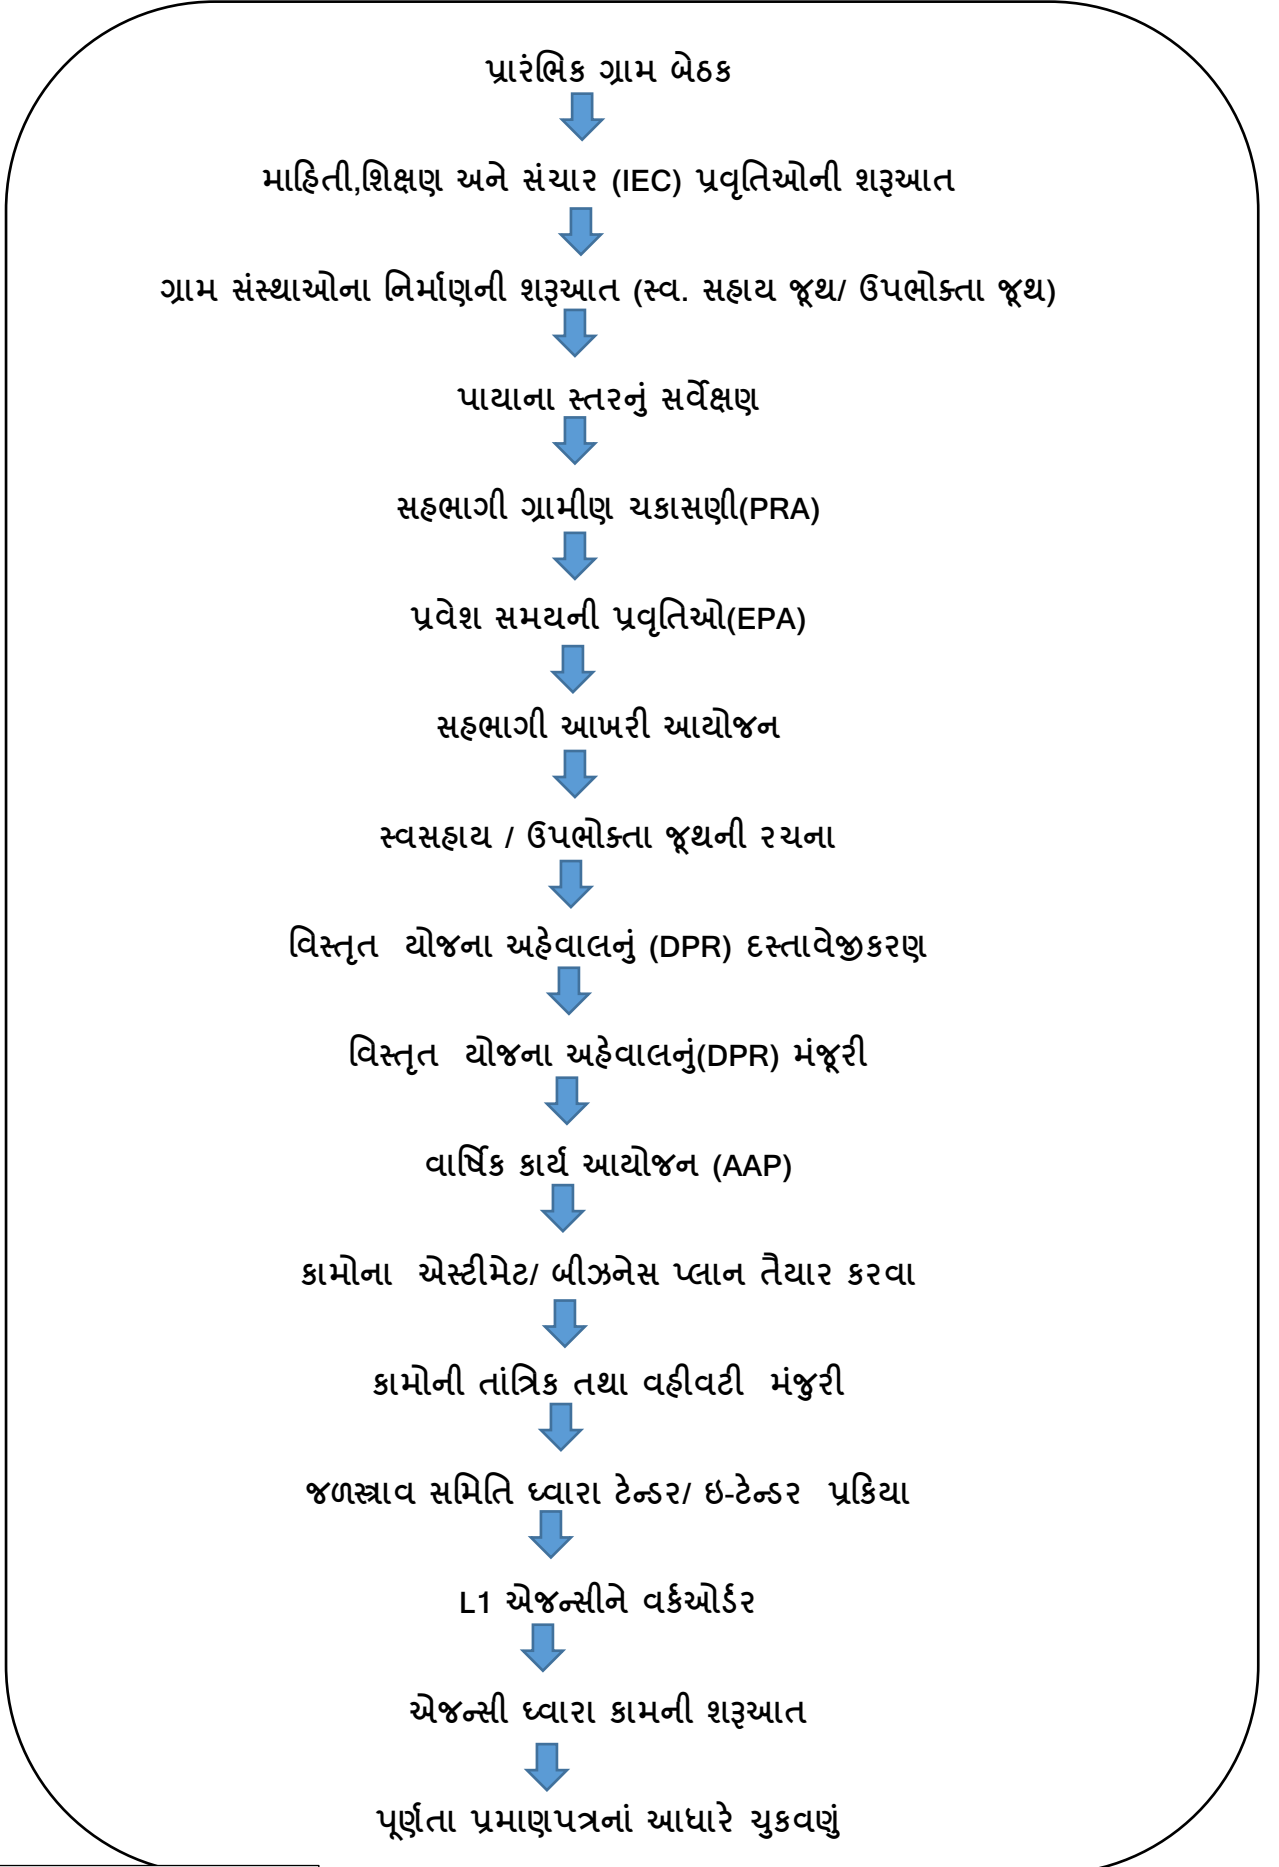 પ્રારંભિક ગ્રામ બેઠક
માહિતી,શિક્ષણ અને સંચાર (IEC) પ્રવૃતિઓની શરૂઆત
ગ્રામ સંસ્થાઓના નિર્માણની શરૂઆત (સ્વ. સહાય જૂથ/ ઉપભોક્તા જૂથ)
પાયાના સ્તરનું સર્વેક્ષણ
સહભાગી ગ્રામીણ ચકાસણી(PRA)
પ્રવેશ સમયની પ્રવૃતિઓ(EPA)
સહભાગી આખરી આયોજન
સ્વસહાય / ઉપભોક્તા જૂથની રચના
વિસ્તૃત યોજના અહેવાલનું (DPR) દસ્તાવેજીકરણ
વિસ્તૃત યોજના અહેવાલનું(DPR) મંજૂરી
વાર્ષિક કાર્ય આયોજન (AAP)
કામોના એસ્ટીમેટ/ બીઝનેસ પ્લાન તૈયાર કરવા
કામોની તાંત્રિક તથા વહીવટી મંજુરી
જળસ્ત્રાવ સમિતિ ધ્વારા ટેન્ડર/ ઇ-ટેન્ડર પ્રકિયા
L1 એજન્સીને વર્કઓર્ડર
એજન્સી ધ્વારા કામની શરૂઆત
પૂર્ણતા પ્રમાણપત્રનાં આધારે ચુકવણું